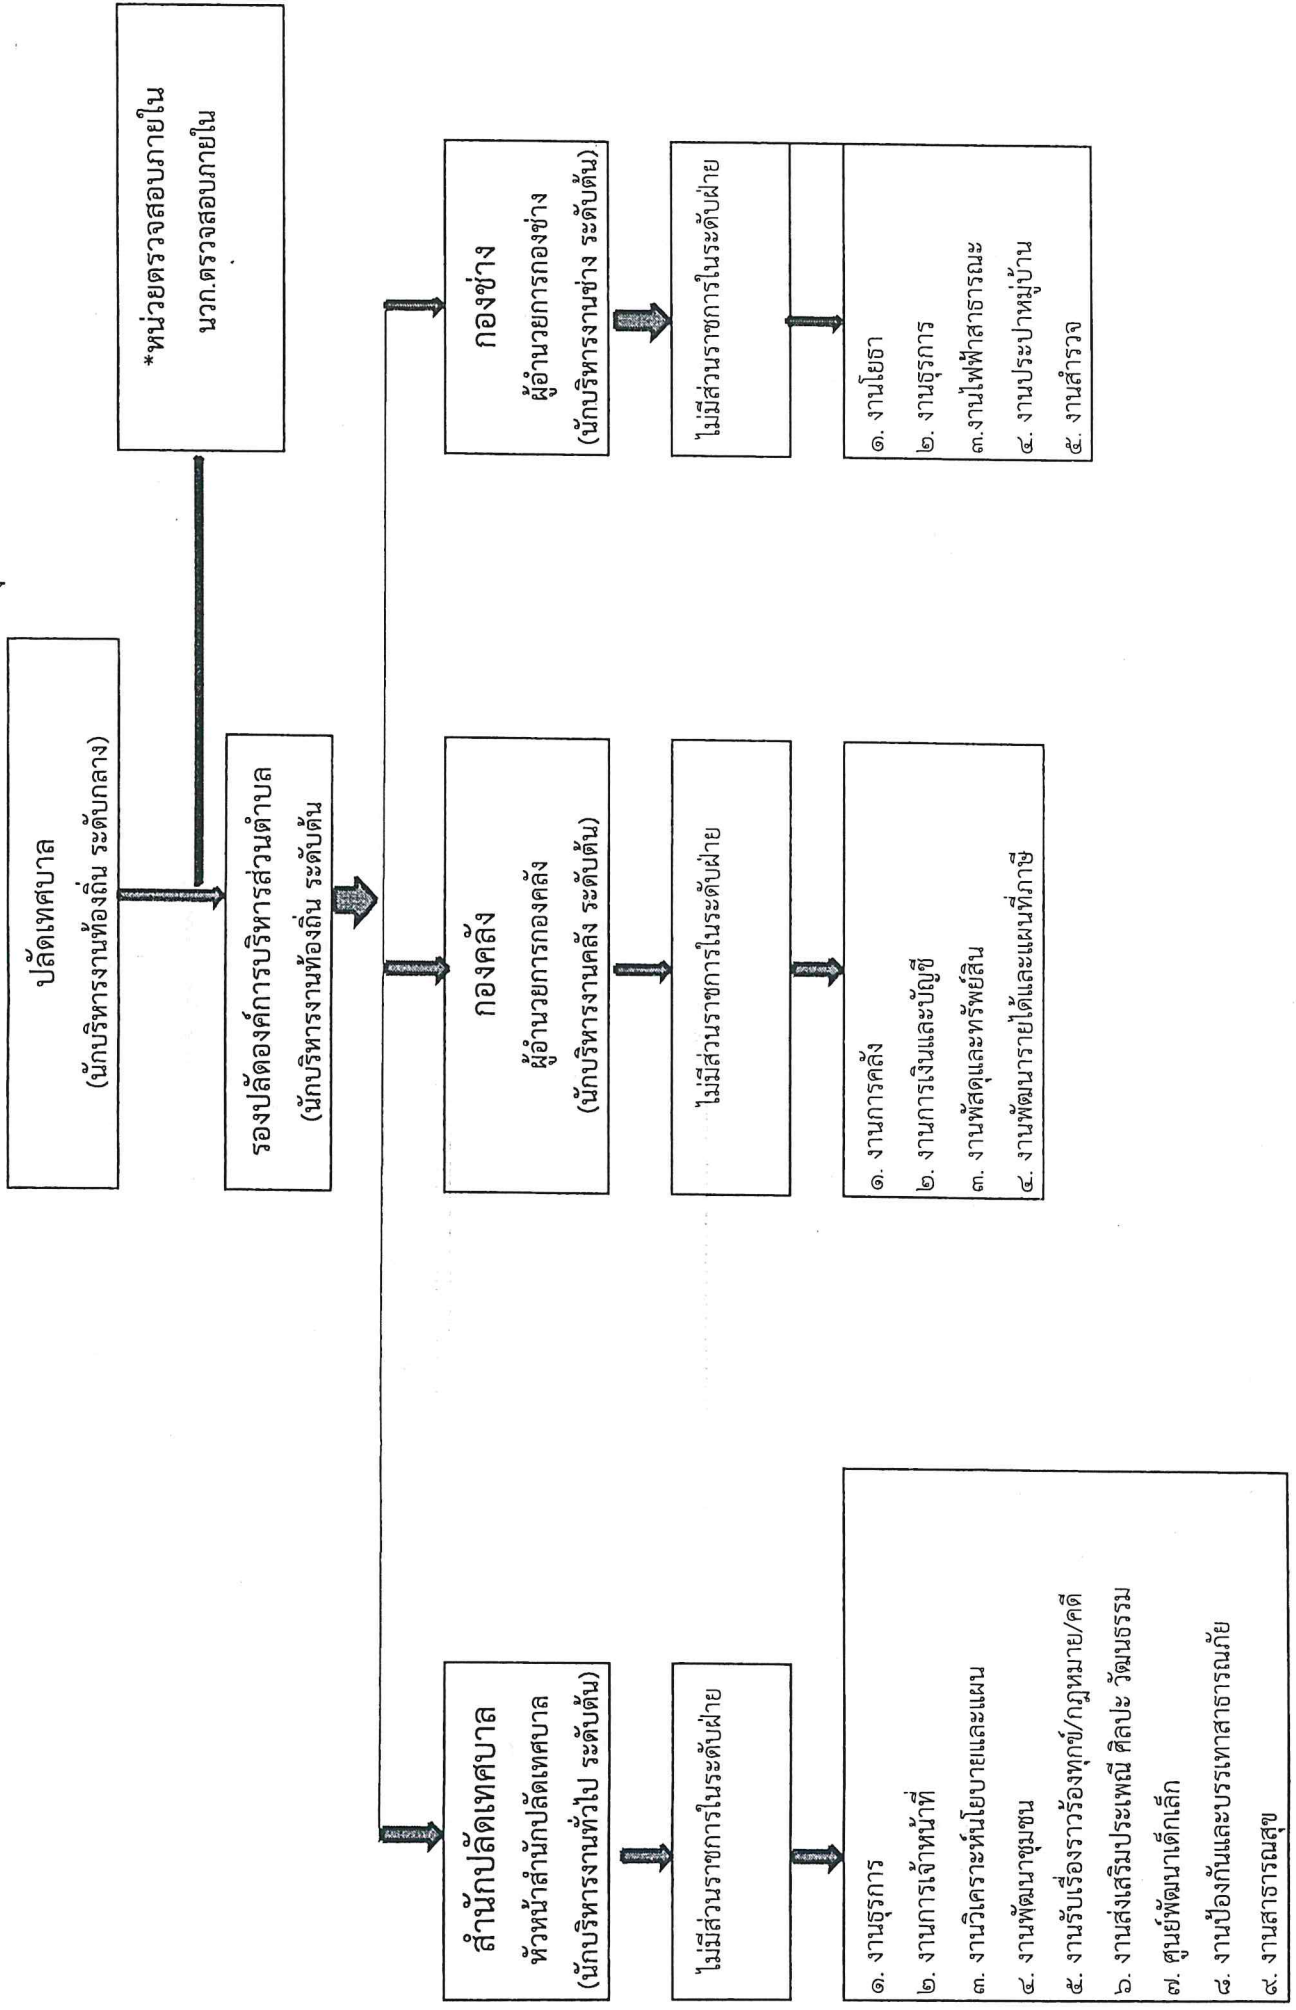 ปลัดเทศบาล
(นักบริหารงานท้องถิ่น ระดับกลาง)
*หน่วยตรวจสอบภายใน
นวก.ตรวจสอบภายใน
รองปลัดองค์การบริหารส่วนตำบล
(นักบริหารงานท้องถิ่น ระดับต้น
สำนักปลัดเทศบาล
หัวหน้าสำนักปลัดเทศบาล
(นักบริหารงานทั่วไป ระดับต้น)
ไม่มีส่วนราชการในระดับฝ่าย
๑. งานธุรการ
๒. งานการเจ้าหน้าที่
๓. งานวิเคราะห์นโยบายและแผน
๔. งานพัฒนาชุมชน
๕. งานรับเรื่องราวร้องทุกข์/กฎหมาย/คดี
๖. งานส่งเสริมประเพณี ศิลปะ วัฒนธรรม
๗. ศูนย์พัฒนาเด็กเล็ก
๘. งานป้องกันและบรรเทาสาธารณภัย
๙. งานสาธารณสุข
กองคลัง
ผู้อำนวยการกองคลัง
(นักบริหารงานคลัง ระดับต้น)
ไม่มีส่วนราชการในระดับฝ่าย
๑. งานการคลัง
๒. งานการเงินและบัญชี
๓. งานพัสดุและทรัพย์สิน
๔. งานพัฒนารายได้และแผนที่ภาษี
กองช่าง
ผู้อำนวยการกองช่าง
(นักบริหารงานช่าง ระดับต้น)
ไม่มีส่วนราชการในระดับฝ่าย
๑. งานโยธา
๒. งานธุรการ
๓.งานไฟฟ้าสาธารณะ
๔. งานประปาหมู่บ้าน
๕. งานสำรวจ